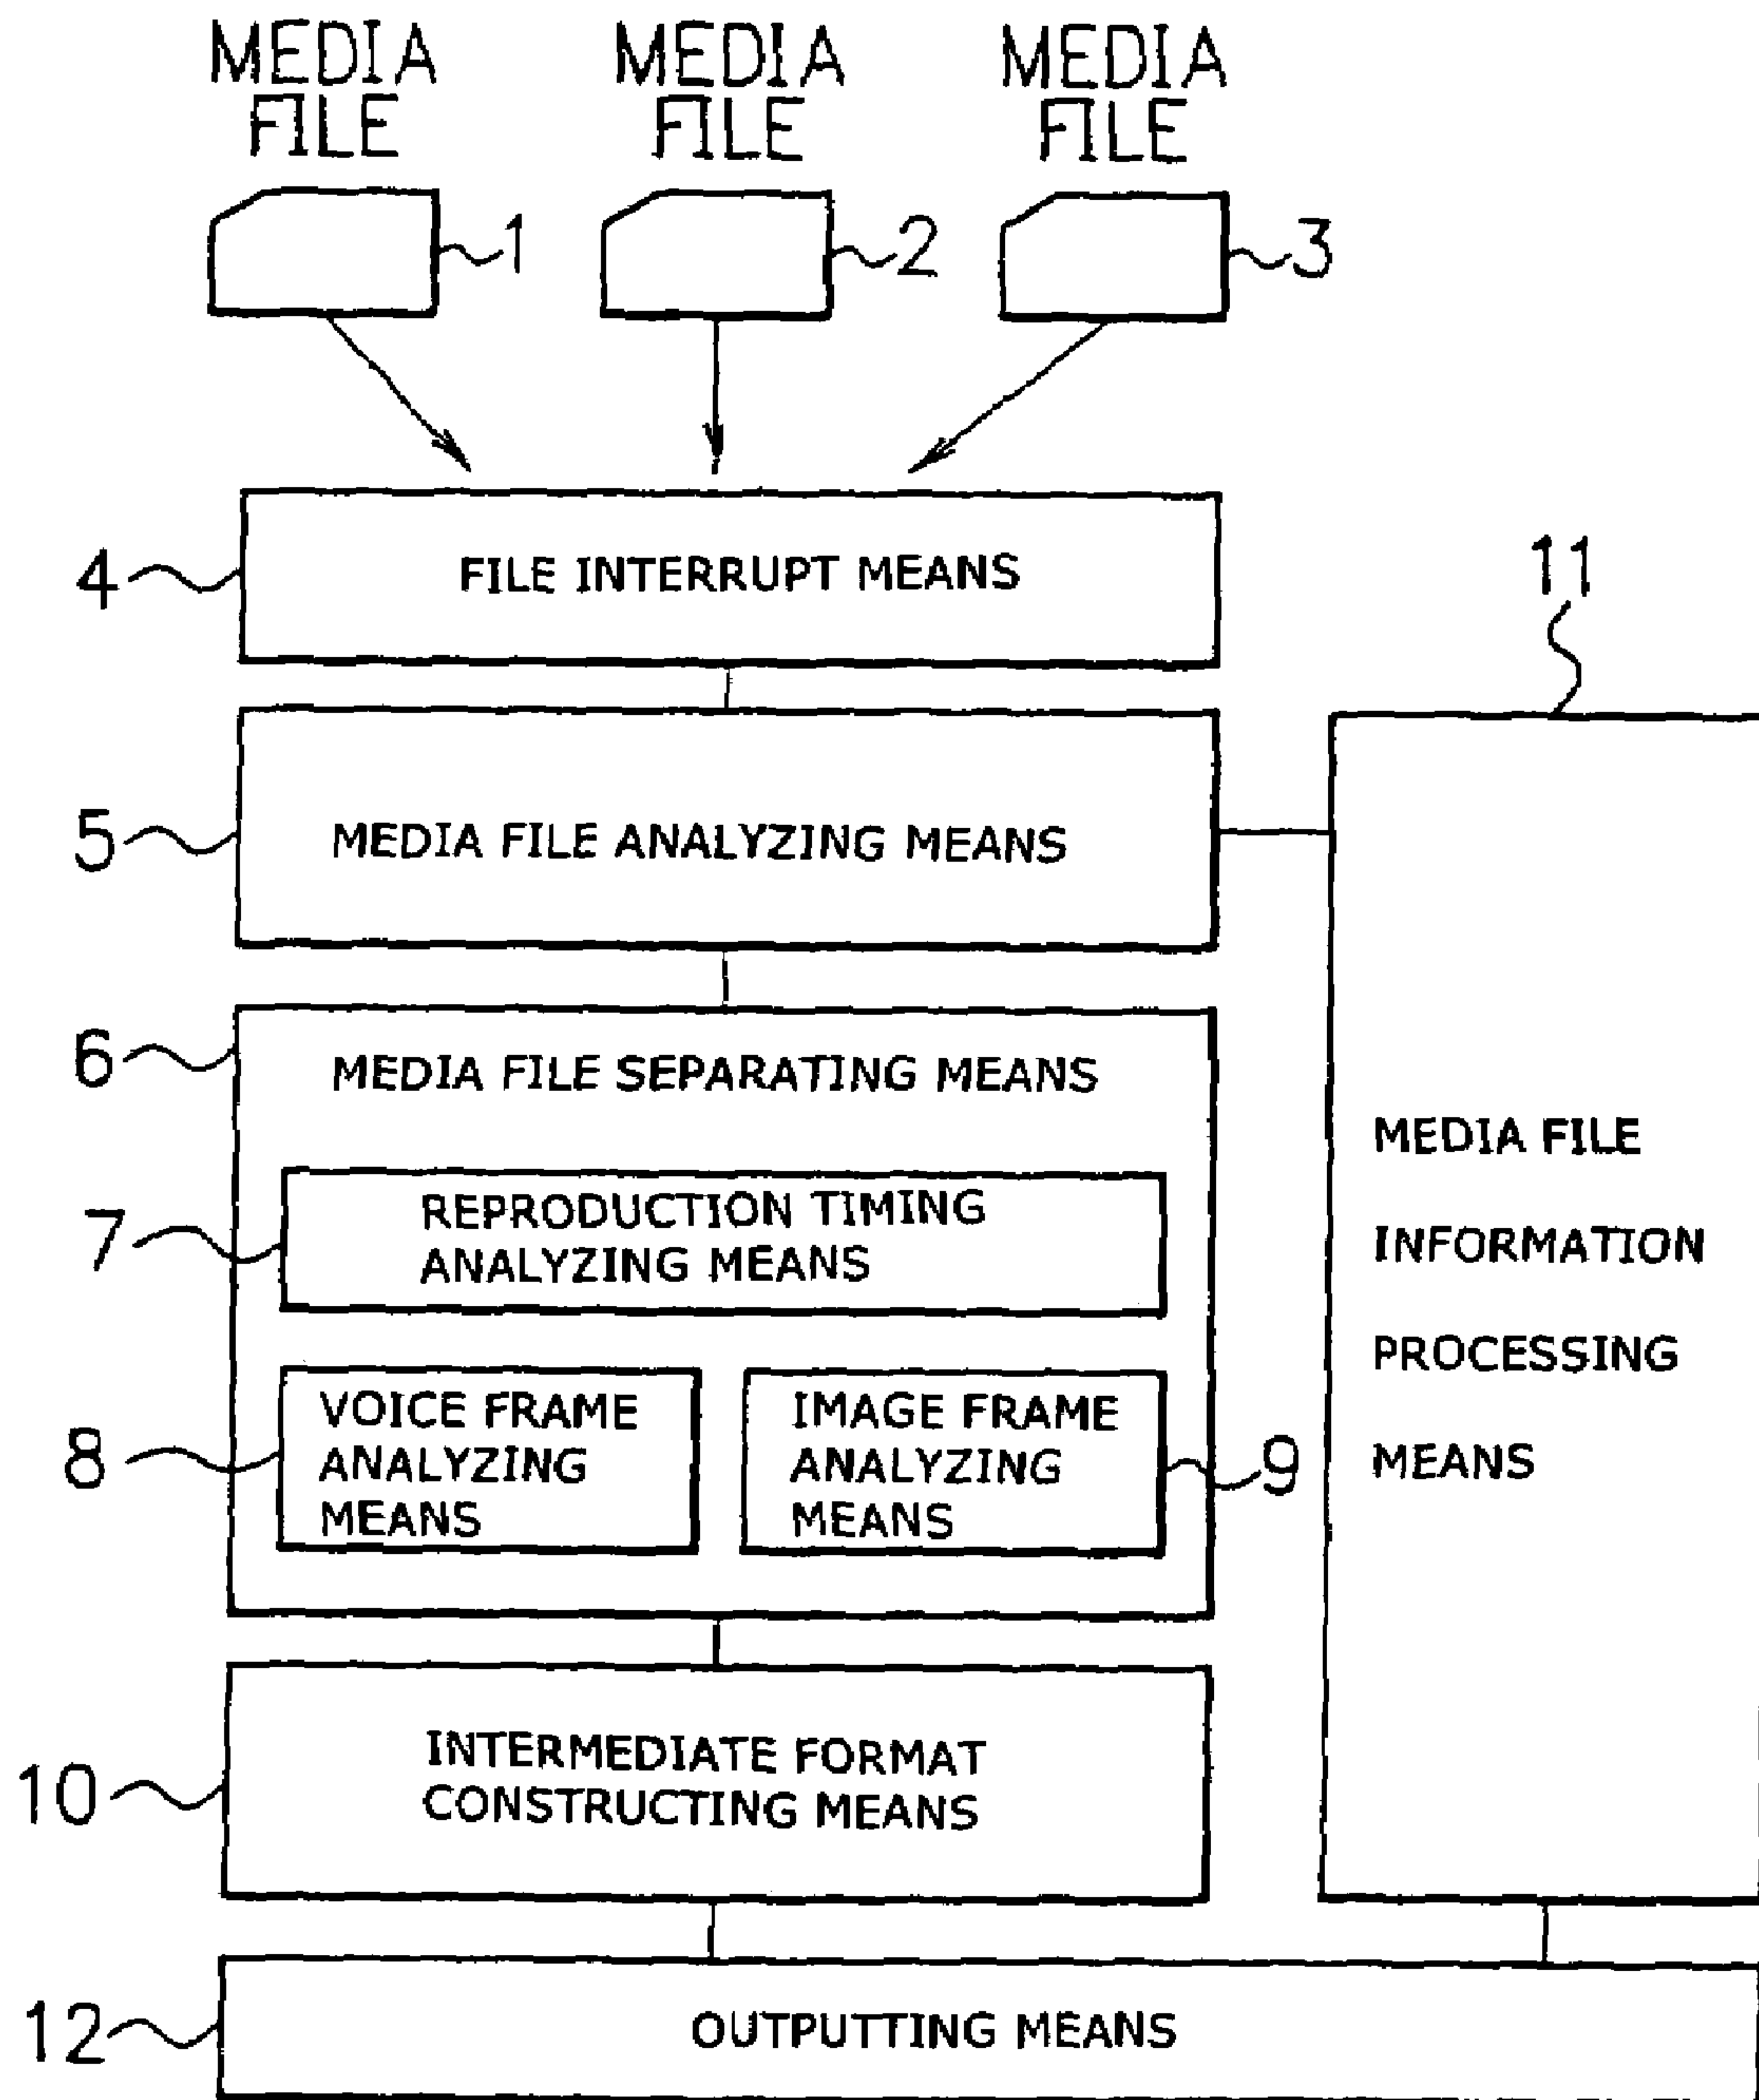 MEDIA FILE
MEDIA FILE
MEDIA FILE
1
2
3
4
FILE INTERRUPT MEANS
11
5
MEDIA FILE ANALYZING MEANS
6
MEDIA FILE SEPARATING MEANS
7
REPRODUCTION TIMING
ANALYZING MEANS
8
VOICE FRAME
ANALYZING
MEANS
IMAGE FRAME
ANALYZING
MEANS
9
MEDIA FILE
INFORMATION
PROCESSING
MEANS
10
INTERMEDIATE FORMAT
CONSTRUCTING MEANS
12
OUTPUTTING MEANS